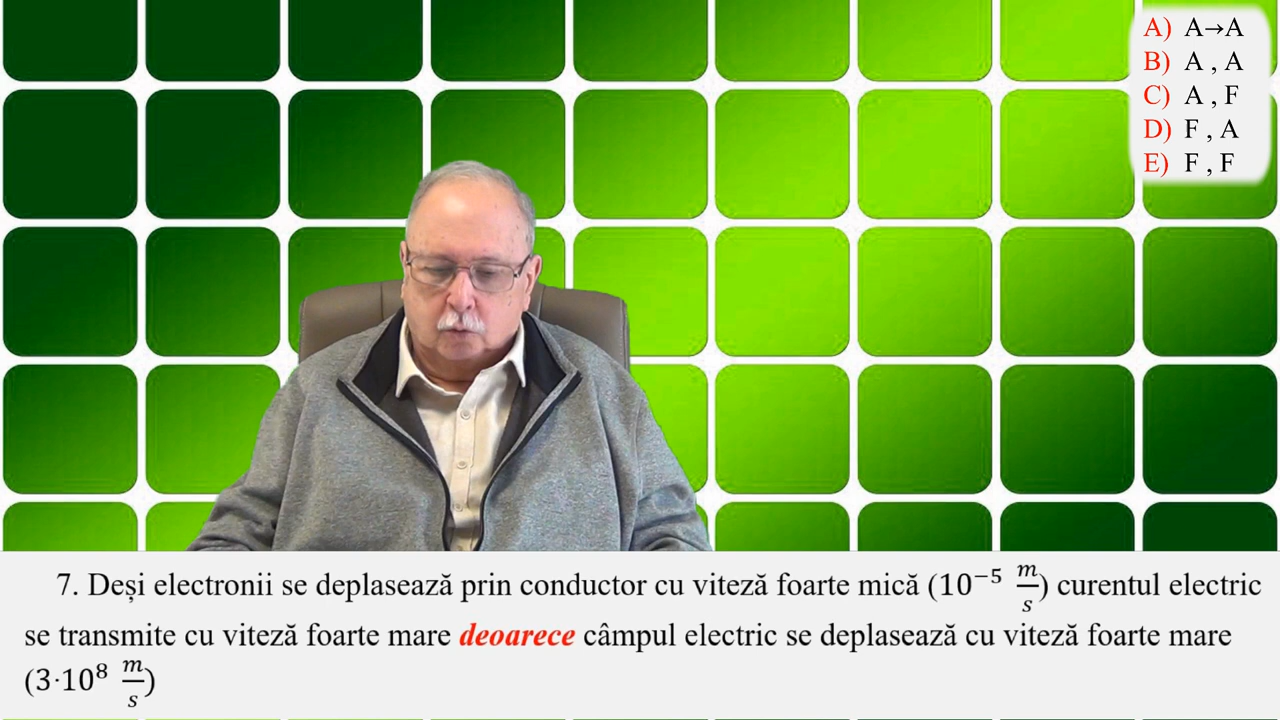 A) A→A
B) A , A
C) A , F
D) F , A
E) F , F
7. Deși electronii se deplasează prin conductor cu viteză foarte mică (10⁻⁵ m/s) curentul electric
se transmite cu viteză foarte mare deoarece câmpul electric se deplasează cu viteză foarte mare
(3·10⁸ m/s)